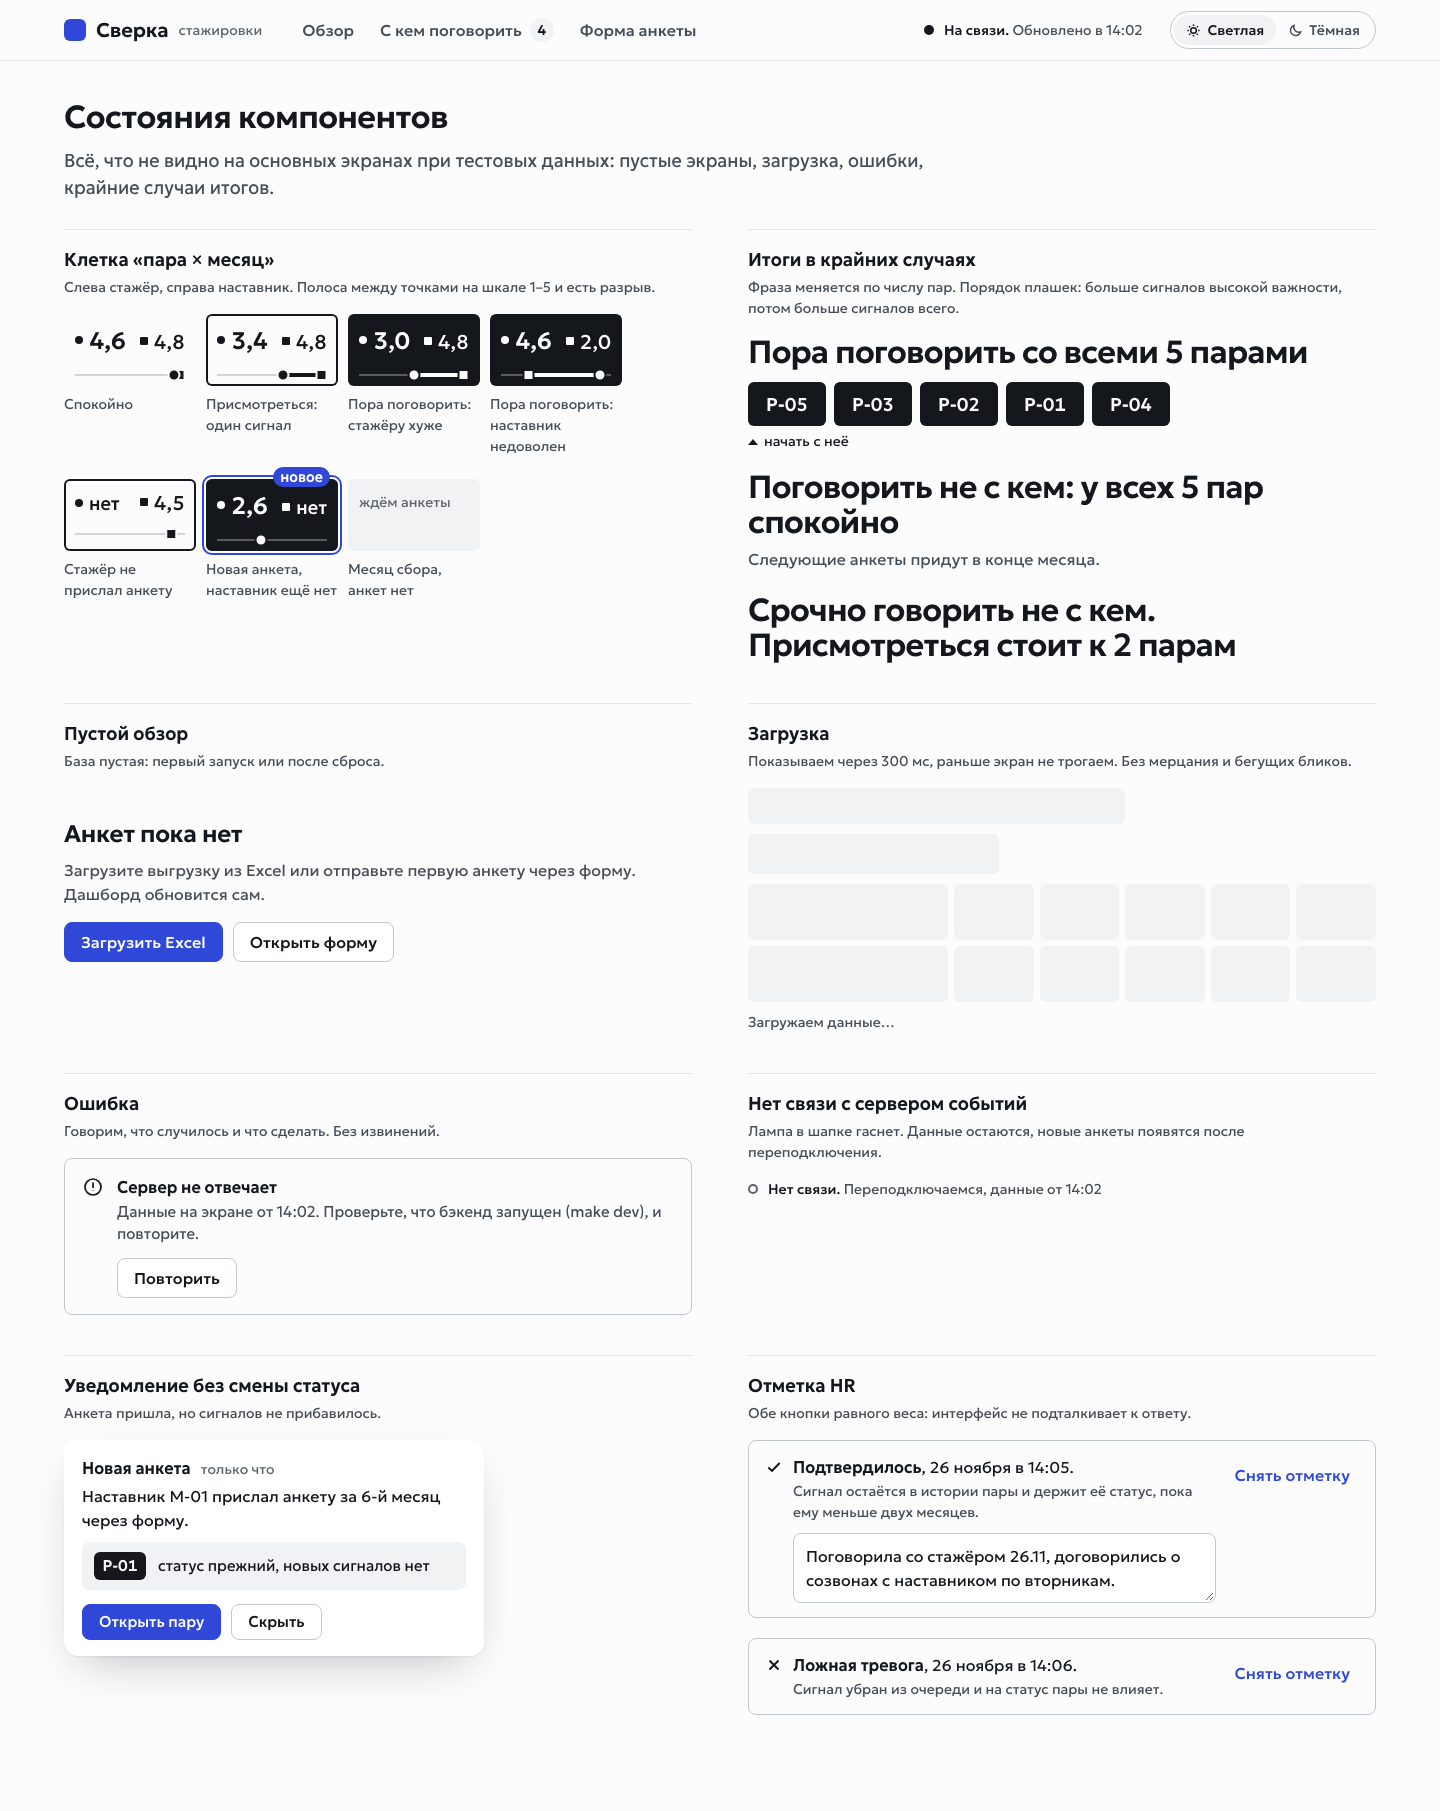 Сверка стажировки Обзор С кем поговорить 4 Форма анкеты На связи. Обновлено в 14:02 Светлая Тёмная
Состояния компонентов
Всё, что не видно на основных экранах при тестовых данных: пустые экраны, загрузка, ошибки,
крайние случаи итогов.
Клетка «пара × месяц»
Слева стажёр, справа наставник. Полоса между точками на шкале 1–5 и есть разрыв.
4,6 4,8
Спокойно
3,4 4,8
Присмотреться:
один сигнал
3,0 4,8
Пора поговорить:
стажёру хуже
4,6 2,0
Пора поговорить:
наставник
недоволен
нет 4,5
Стажёр не
прислал анкету
новое
2,6 нет
Новая анкета,
наставник ещё нет
ждём анкеты
Месяц сбора,
анкет нет
Итоги в крайних случаях
Фраза меняется по числу пар. Порядок плашек: больше сигналов высокой важности,
потом больше сигналов всего.
Пора поговорить со всеми 5 парами
P-05 P-03 P-02 P-01 P-04
начать с неё
Поговорить не с кем: у всех 5 пар
спокойно
Следующие анкеты придут в конце месяца.
Срочно говорить не с кем.
Присмотреться стоит к 2 парам
Пустой обзор
База пустая: первый запуск или после сброса.
Анкет пока нет
Загрузите выгрузку из Excel или отправьте первую анкету через форму.
Дашборд обновится сам.
Загрузить Excel Открыть форму
Загрузка
Показываем через 300 мс, раньше экран не трогаем. Без мерцания и бегущих бликов.
Загружаем данные…
Ошибка
Говорим, что случилось и что сделать. Без извинений.
Сервер не отвечает
Данные на экране от 14:02. Проверьте, что бэкенд запущен (make dev), и
повторите.
Повторить
Нет связи с сервером событий
Лампа в шапке гаснет. Данные остаются, новые анкеты появятся после
переподключения.
Нет связи. Переподключаемся, данные от 14:02
Уведомление без смены статуса
Анкета пришла, но сигналов не прибавилось.
Новая анкета только что
Наставник M-01 прислал анкету за 6-й месяц
через форму.
P-01 статус прежний, новых сигналов нет
Открыть пару Скрыть
Отметка HR
Обе кнопки равного веса: интерфейс не подталкивает к ответу.
Подтвердилось, 26 ноября в 14:05. Снять отметку
Сигнал остаётся в истории пары и держит её статус, пока
ему меньше двух месяцев.
Поговорила со стажёром 26.11, договорились о
созвонах с наставником по вторникам.
Ложная тревога, 26 ноября в 14:06. Снять отметку
Сигнал убран из очереди и на статус пары не влияет.